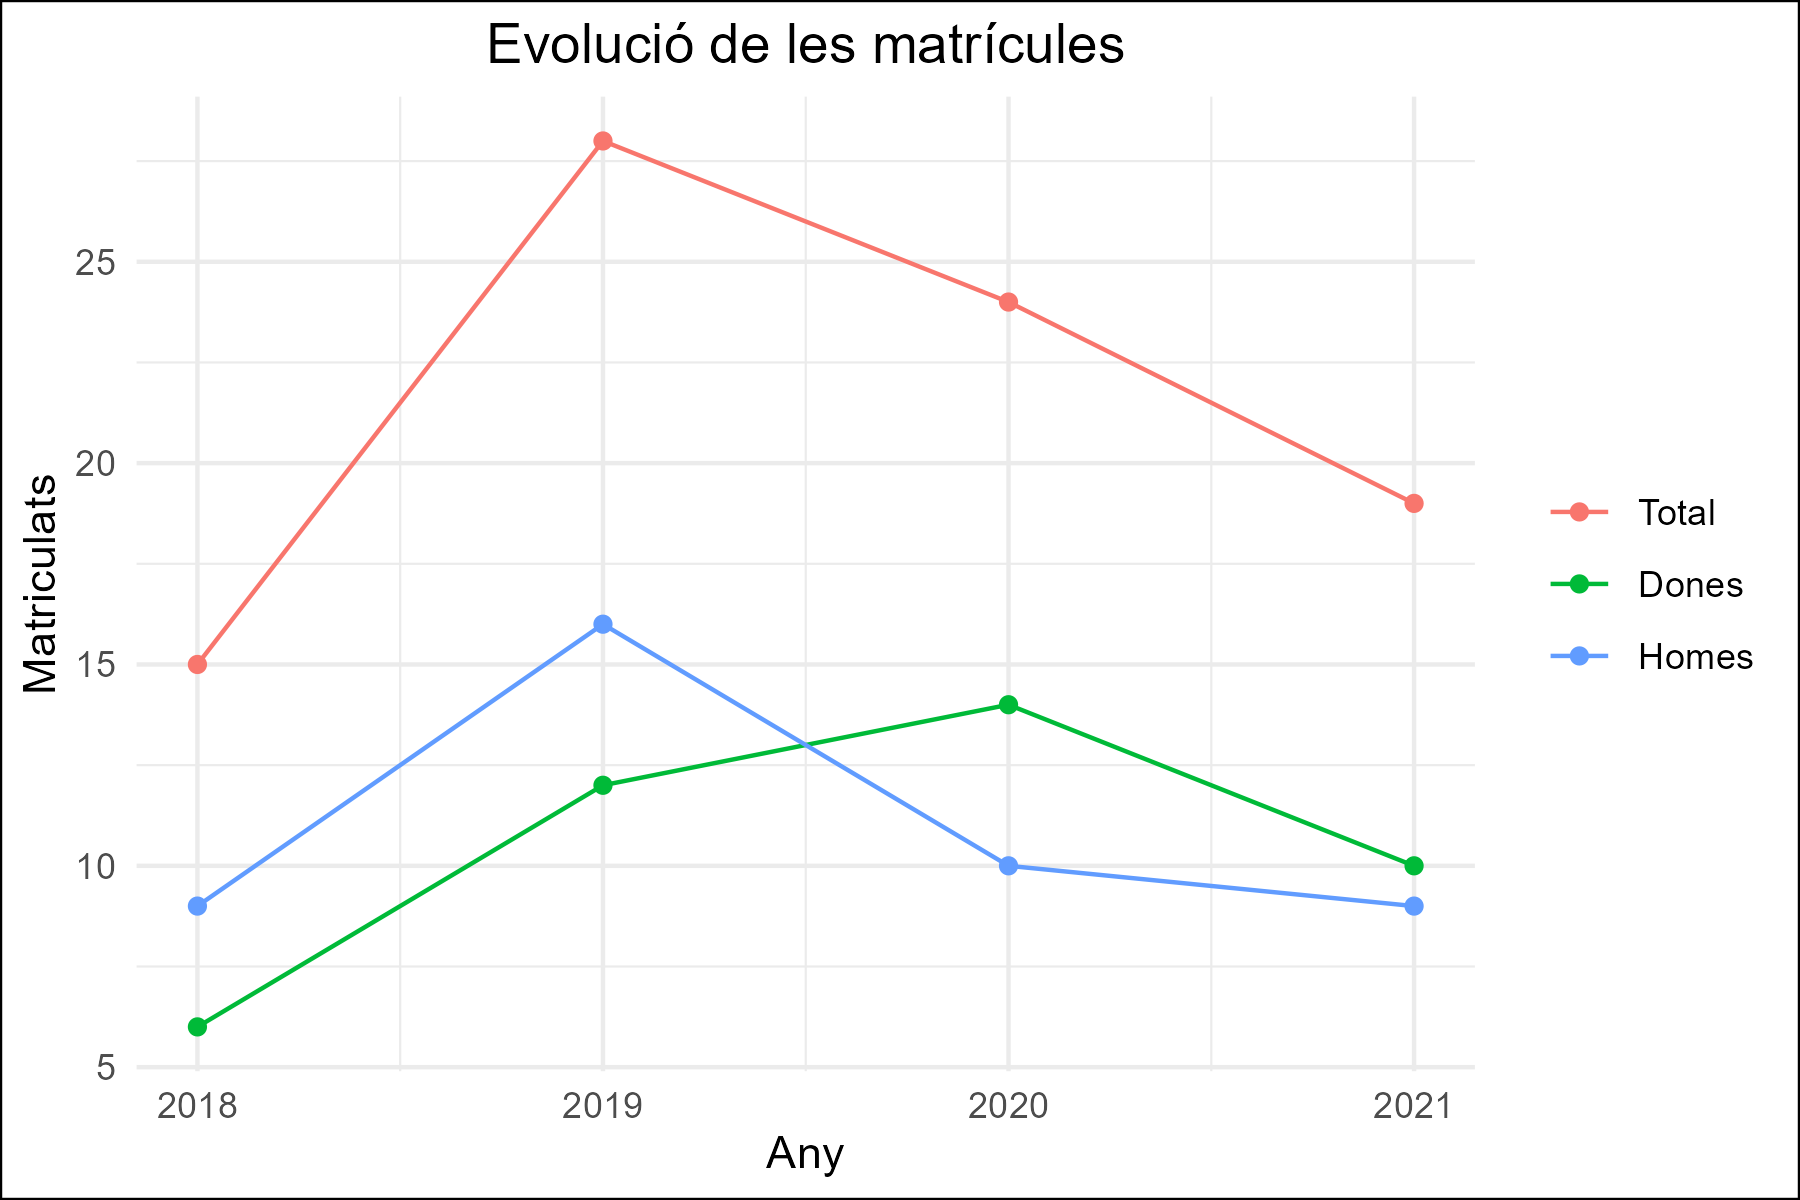 Evolució de les matrícules
Matriculats
25
20
15
10
5
2018 2019 2020 2021
Any
Total
Dones
Homes